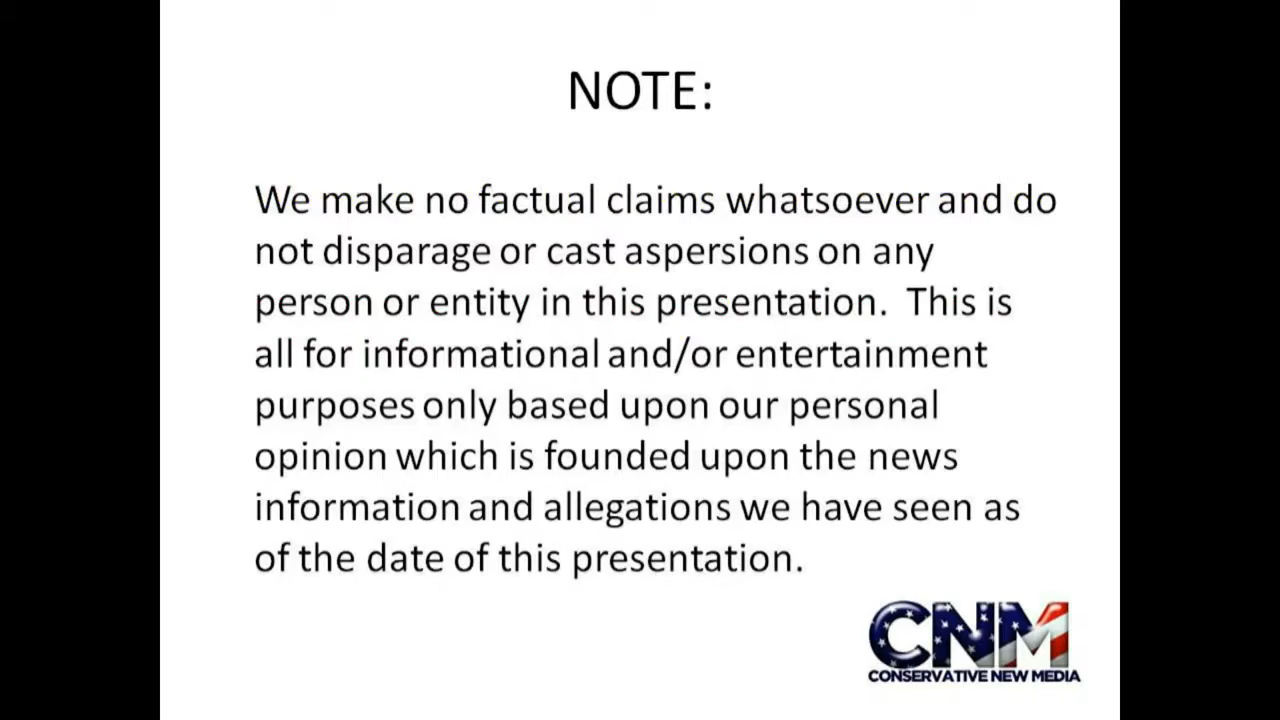 NOTE:
We make no factual claims whatsoever and do
not disparage or cast aspersions on any
person or entity in this presentation.  This is
all for informational and/or entertainment
purposes only based upon our personal
opinion which is founded upon the news
information and allegations we have seen as
of the date of this presentation.
CNM
CONSERVATIVE NEW MEDIA